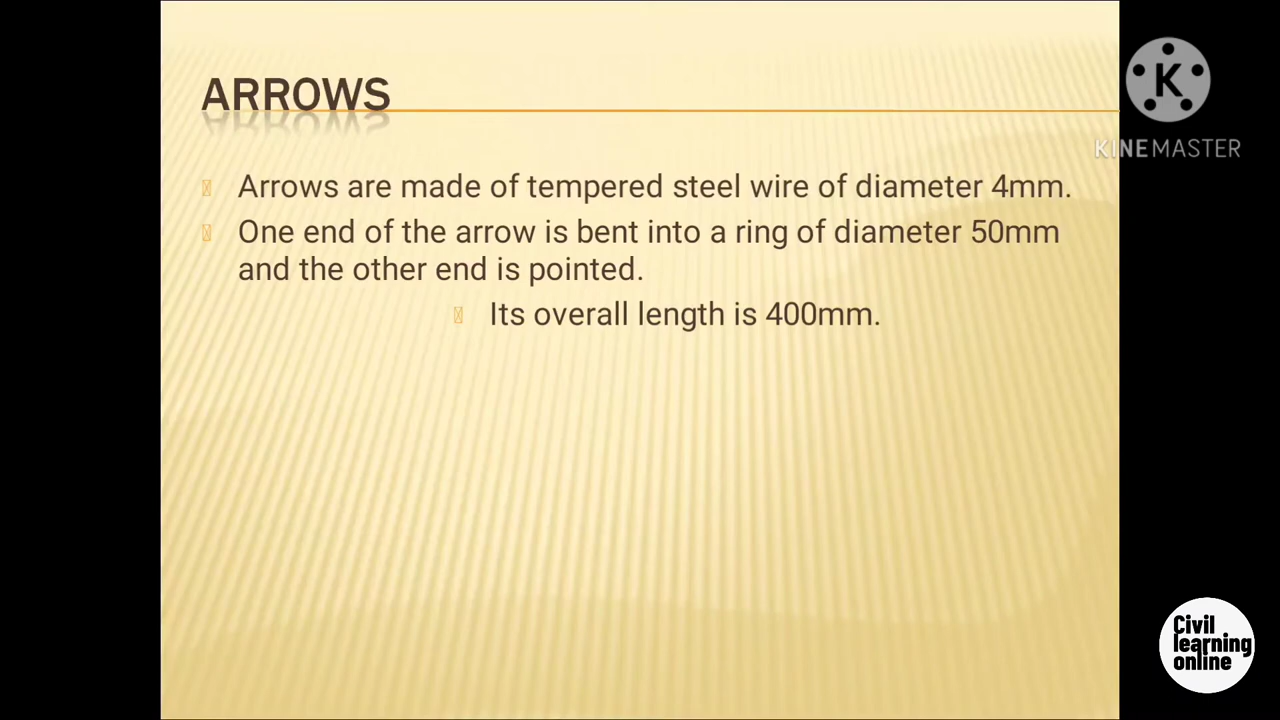 ARROWS
Arrows are made of tempered steel wire of diameter 4mm.
One end of the arrow is bent into a ring of diameter 50mm
and the other end is pointed.
Its overall length is 400mm.
K
KINEMASTER
Civil
learning
online